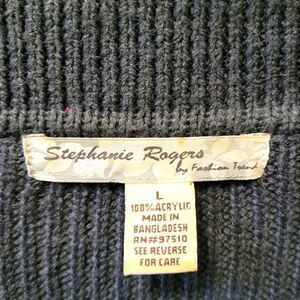 Stephanie Rogers
by Fashion Trend
L
100% ACRYLIC
MADE IN
BANGLADESH
RN#97510
SEE REVERSE
FOR CARE